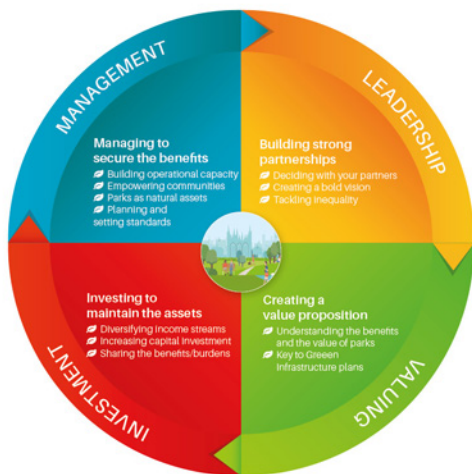 MANAGEMENT
Managing to
secure the benefits
Building operational capacity
Empowering communities
Parks as natural assets
Planning and
setting standards
LEADERSHIP
Building strong
partnerships
Deciding with your partners
Creating a bold vision
Tackling inequality
INVESTMENT
Investing to
maintain the assets
Diversifying income streams
Increasing capital investment
Sharing the benefits/burdens
VALUING
Creating a
value proposition
Understanding the benefits
and the value of parks
Key to Greeen
Infrastructure plans